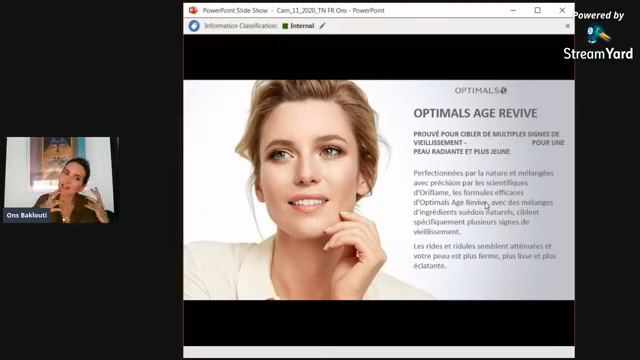 PowerPoint Slide Show - Cam_11_2020_TN FR Ons - PowerPoint
Information Classification: Internal
Powered by
StreamYard
OPTIMALS
OPTIMALS AGE REVIVE
PROUVÉ POUR CIBLER DE MULTIPLES SIGNES DE
VIEILLISSEMENT - POUR UNE
PEAU RADIANTE ET PLUS JEUNE
Perfectionnées par la nature et mélangées
avec précision par les scientifiques
d'Oriflame, les formules efficaces
d'Optimals Age Revive, avec des mélanges
d'ingrédients suédois naturels, ciblent
spécifiquement plusieurs signes de
vieillissement.
Les rides et ridules semblent atténuées et
votre peau est plus ferme, plus lisse et plus
éclatante.
Ons Baklouti